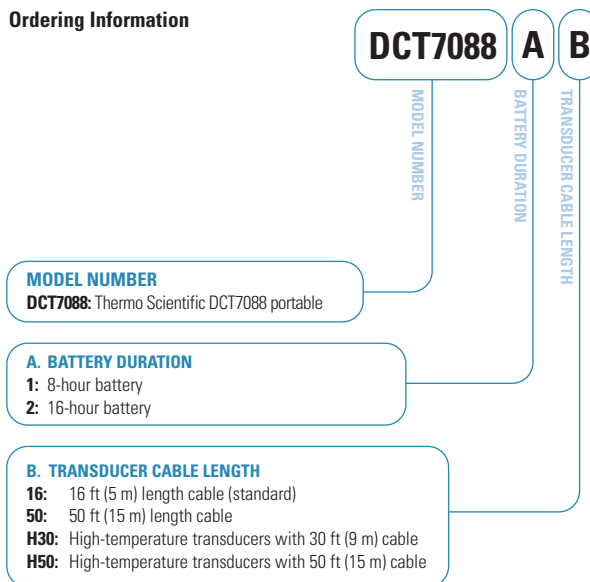 Ordering Information
DCT7088 A B
MODEL NUMBER
BATTERY DURATION
TRANSDUCER CABLE LENGTH
MODEL NUMBER
DCT7088: Thermo Scientific DCT7088 portable
A. BATTERY DURATION
1: 8-hour battery
2: 16-hour battery
B. TRANSDUCER CABLE LENGTH
16: 16 ft (5 m) length cable (standard)
50: 50 ft (15 m) length cable
H30: High-temperature transducers with 30 ft (9 m) cable
H50: High-temperature transducers with 50 ft (15 m) cable